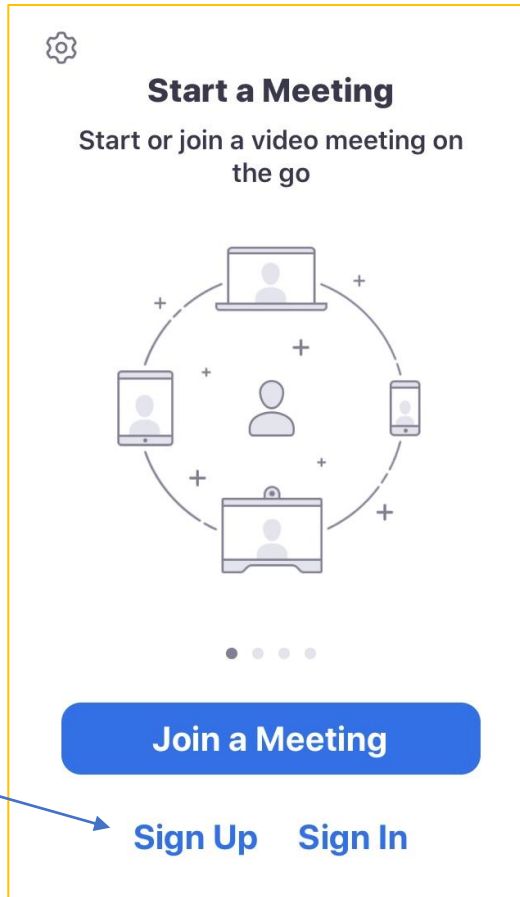 Start a Meeting
Start or join a video meeting on
the go
Join a Meeting
Sign Up Sign In